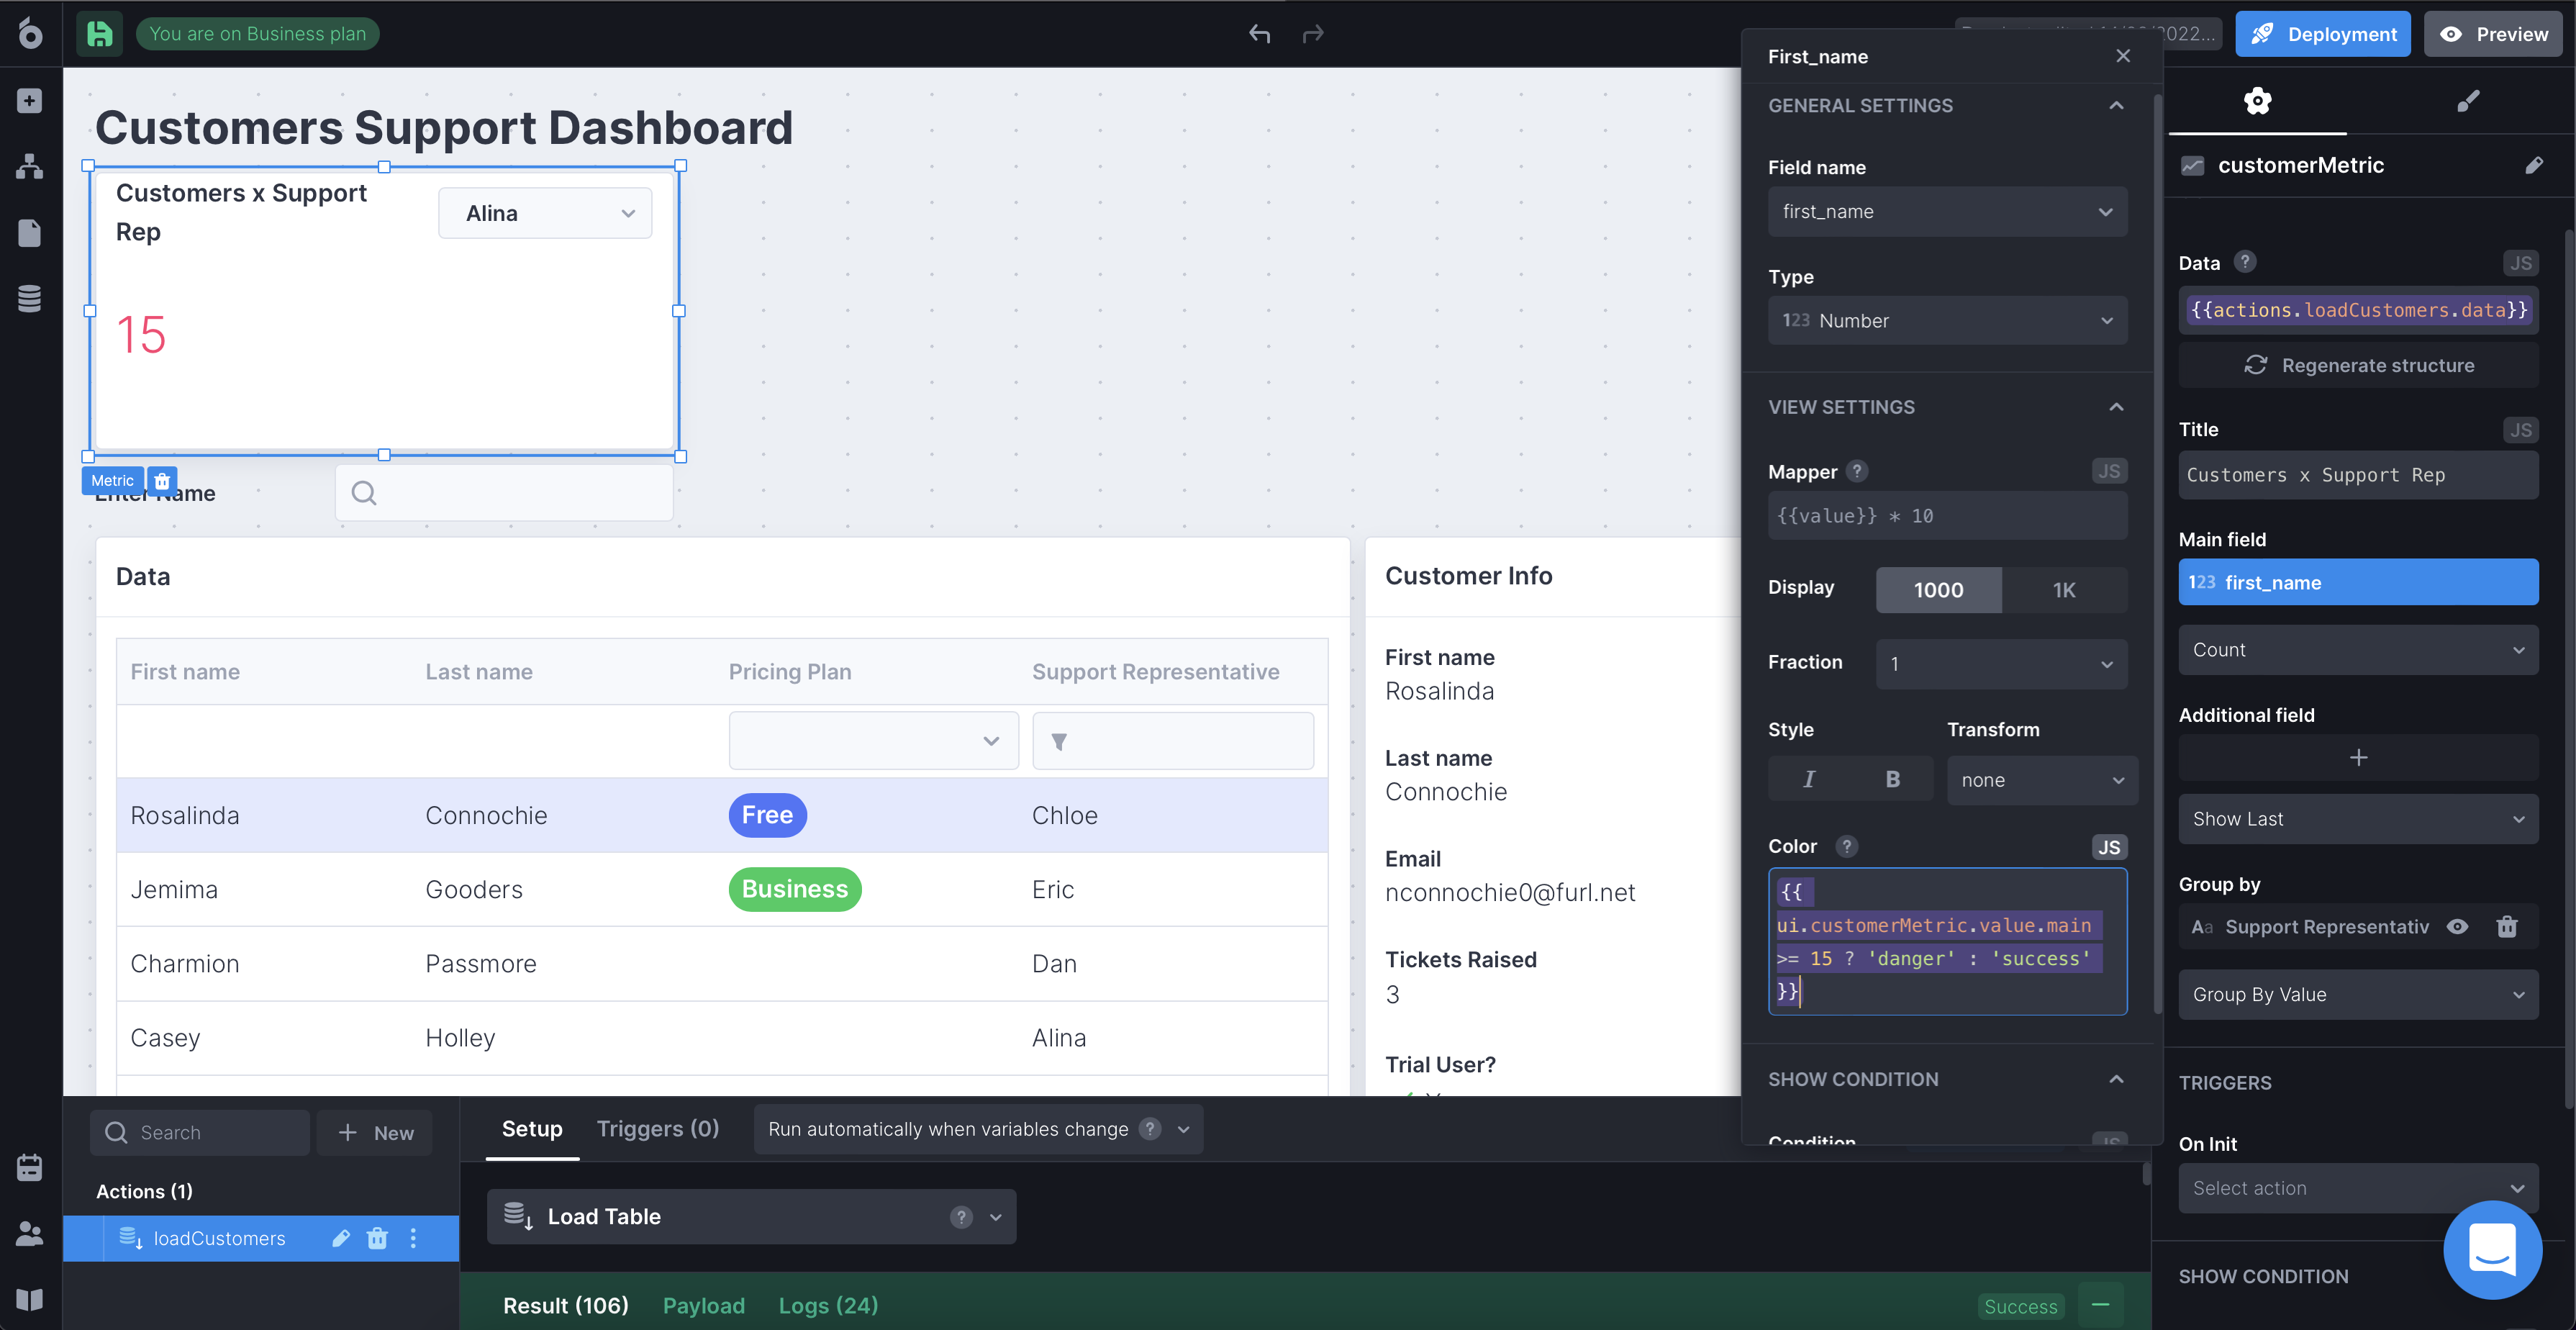 You are on Business plan
Deployment
Preview
Customers Support Dashboard
Customers x Support
Rep
Alina
15
Metric
Enter Name
Data
First name
Last name
Pricing Plan
Support Representative
Rosalinda
Connochie
Free
Chloe
Jemima
Gooders
Business
Eric
Charmion
Passmore
Dan
Casey
Holley
Alina
Customer Info
First name
Rosalinda
Last name
Connochie
Email
nconnochie0@furl.net
Tickets Raised
3
Trial User?
First_name
GENERAL SETTINGS
Field name
first_name
Type
123 Number
VIEW SETTINGS
Mapper ? JS
{{value}} * 10
Display
1000
1K
Fraction
1
Style
Transform
I
B
none
Color ? JS
{{
ui.customerMetric.value.main
>= 15 ? 'danger' : 'success'
}}
SHOW CONDITION
Condition
JS
customerMetric
Data ? JS
{{actions.loadCustomers.data}}
Regenerate structure
Title
JS
Customers x Support Rep
Main field
123 first_name
Count
Additional field
Show Last
Group by
Aa Support Representativ
Group By Value
TRIGGERS
On Init
Select action
SHOW CONDITION
Search
New
Actions (1)
loadCustomers
Setup
Triggers (0)
Run automatically when variables change ?
Load Table
?
Result (106)
Payload
Logs (24)
Success